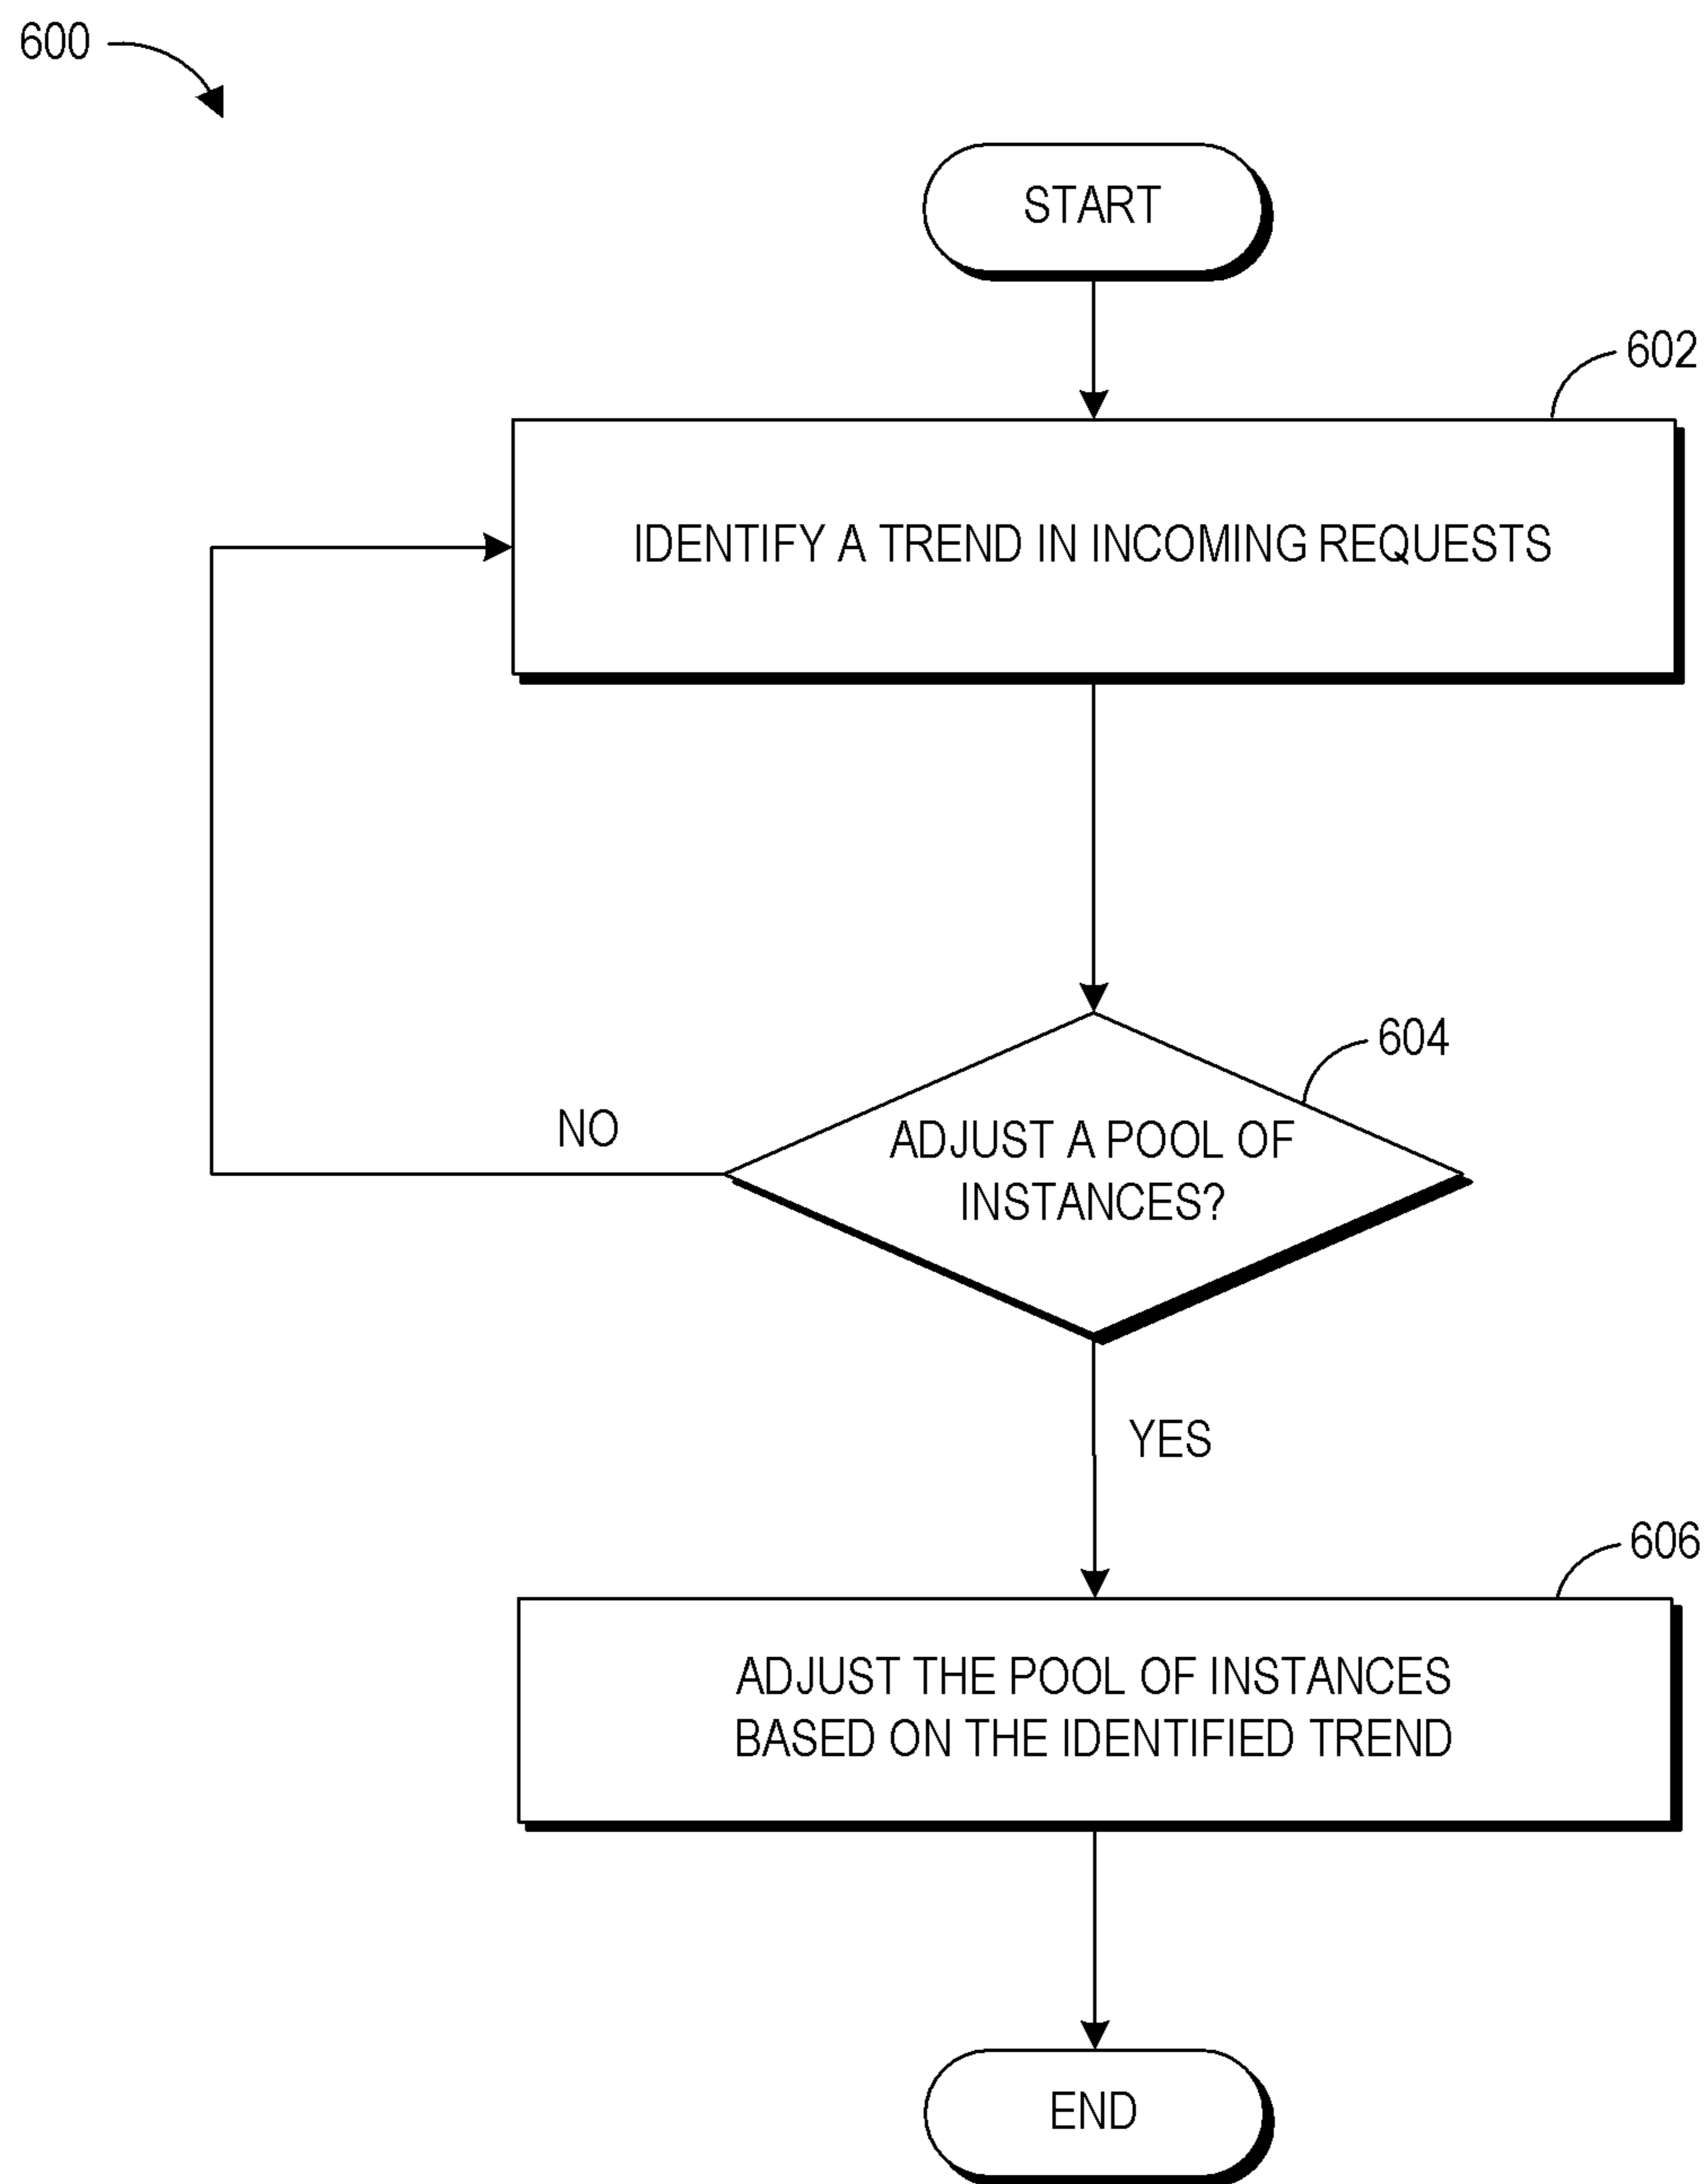 600
START
602
IDENTIFY A TREND IN INCOMING REQUESTS
604
NO
ADJUST A POOL OF
INSTANCES?
YES
606
ADJUST THE POOL OF INSTANCES
BASED ON THE IDENTIFIED TREND
END